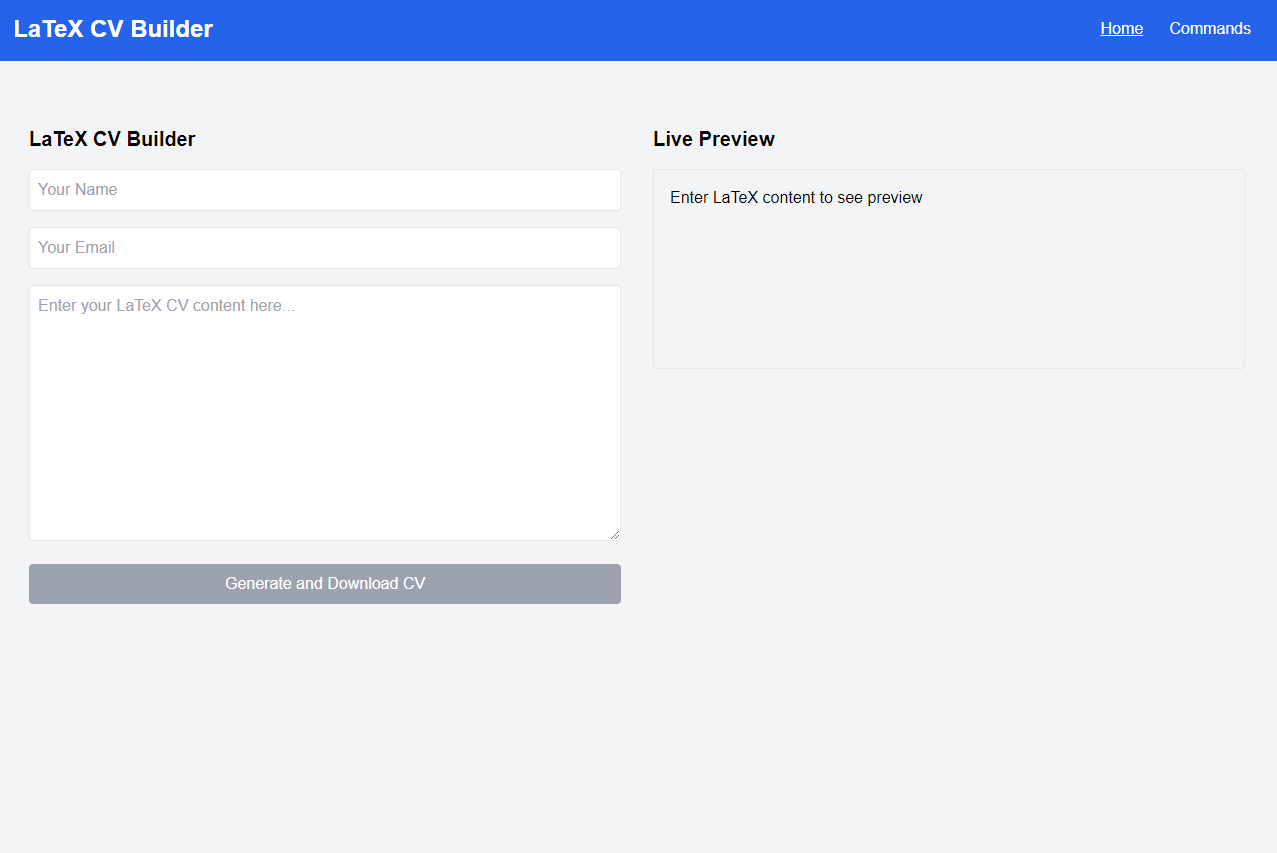 LaTeX CV Builder
Home
Commands
LaTeX CV Builder
Your Name
Your Email
Enter your LaTeX CV content here...
Generate and Download CV
Live Preview
Enter LaTeX content to see preview